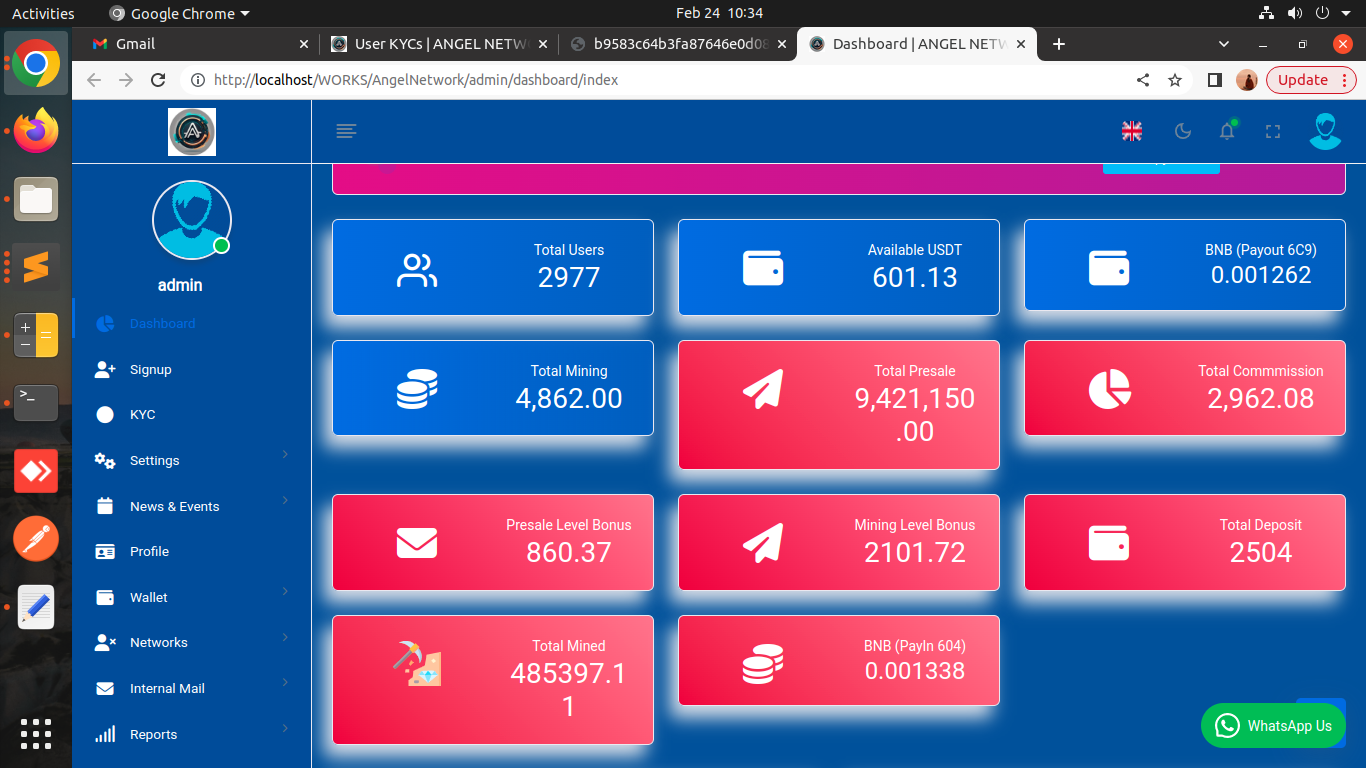 Activities
Google Chrome
Feb 24 10:34
Gmail
User KYCs | ANGEL NETW
b9583c64b3fa87646e0d08
Dashboard | ANGEL NETW
http://localhost/WORKS/AngelNetwork/admin/dashboard/index
Update
admin
Dashboard
Signup
KYC
Settings
News & Events
Profile
Wallet
Networks
Internal Mail
Reports
Total Users
2977
Available USDT
601.13
BNB (Payout 6C9)
0.001262
Total Mining
4,862.00
Total Presale
9,421,150
.00
Total Commmission
2,962.08
Presale Level Bonus
860.37
Mining Level Bonus
2101.72
Total Deposit
2504
Total Mined
485397.1
1
BNB (PayIn 604)
0.001338
WhatsApp Us